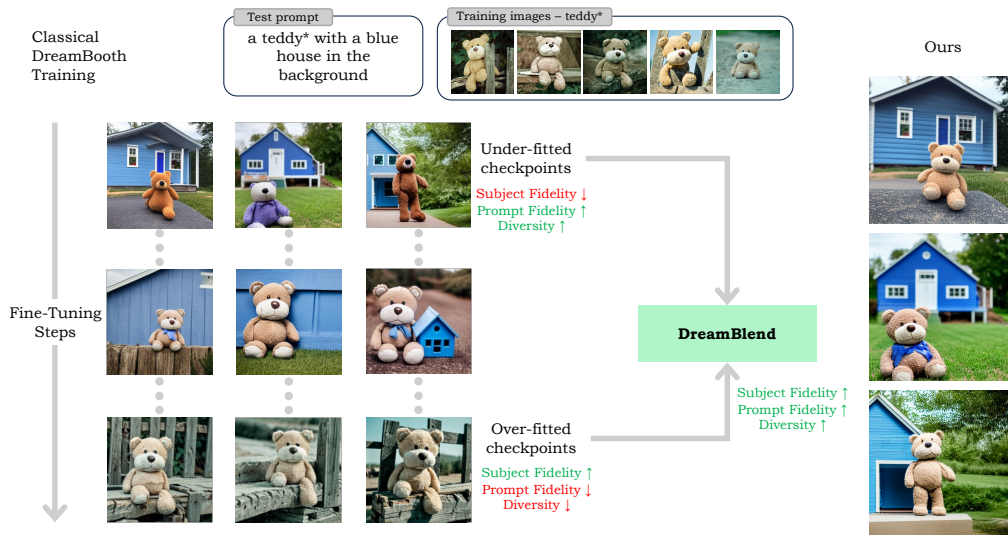 Classical
DreamBooth
Training
Test prompt
a teddy* with a blue
house in the
background
Training images – teddy*
Ours
Under-fitted
checkpoints
Subject Fidelity ↓
Prompt Fidelity ↑
Diversity ↑
Fine-Tuning
Steps
DreamBlend
Subject Fidelity ↑
Prompt Fidelity ↑
Diversity ↑
Over-fitted
checkpoints
Subject Fidelity ↑
Prompt Fidelity ↓
Diversity ↓